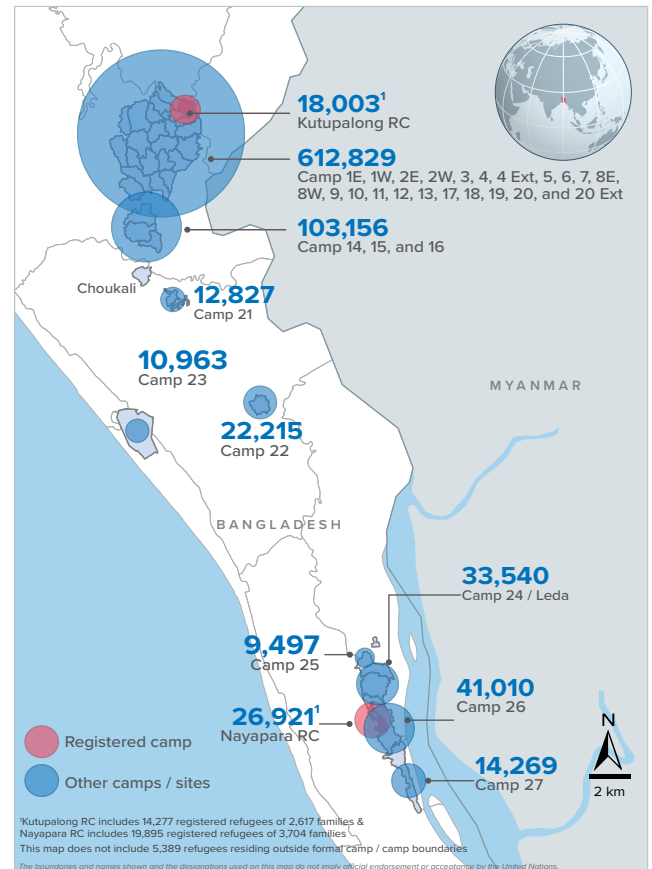 18,003¹
Kutupalong RC
612,829
Camp 1E, 1W, 2E, 2W, 3, 4, 4 Ext, 5, 6, 7, 8E,
8W, 9, 10, 11, 12, 13, 17, 18, 19, 20, and 20 Ext
103,156
Camp 14, 15, and 16
Choukali
12,827
Camp 21
10,963
Camp 23
MYANMAR
22,215
Camp 22
BANGLADESH
33,540
Camp 24 / Leda
9,497
Camp 25
41,010
Camp 26
26,921¹
Nayapara RC
N
2 km
14,269
Camp 27
Registered camp
Other camps / sites
¹Kutupalong RC includes 14,277 registered refugees of 2,617 families &
Nayapara RC includes 19,895 registered refugees of 3,704 families
This map does not include 5,389 refugees residing outside formal camp / camp boundaries
The boundaries and names shown and the designations used on this map do not imply official endorsement or acceptance by the United Nations.